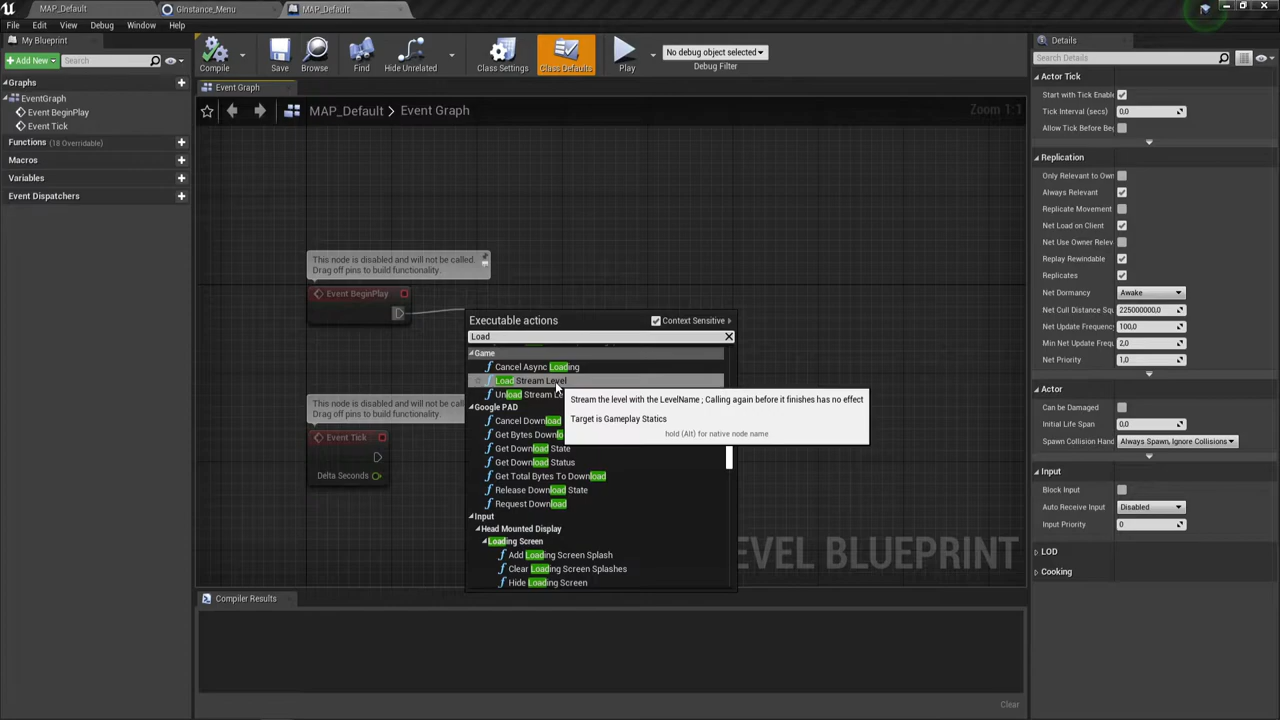 MAP_Default
GInstance_Menu
MAP_Default
File Edit View Debug Window Help
My Blueprint
Add New
Search
Graphs
EventGraph
Event BeginPlay
Event Tick
Functions (18 Overridable)
Macros
Variables
Event Dispatchers
Compile
Save
Browse
Find
Hide Unrelated
Class Settings
Class Defaults
Play
No debug object selected
Debug Filter
Event Graph
MAP_Default > Event Graph
Zoom 1:1
This node is disabled and will not be called.
Drag off pins to build functionality.
Event BeginPlay
This node is disabled and will not be called.
Drag off pins to build functionality.
Event Tick
Delta Seconds
Executable actions
Context Sensitive
Load
Game
Cancel Async Loading
Load Stream Level
Unload Stream Le
Google PAD
Cancel Download
Get Bytes Downlo
Get Download State
Get Download Status
Get Total Bytes To Download
Release Download State
Request Download
Input
Head Mounted Display
Loading Screen
Add Loading Screen Splash
Clear Loading Screen Splashes
Hide Loading Screen
Stream the level with the LevelName ; Calling again before it finishes has no effect
Target is Gameplay Statics
hold (Alt) for native node name
LEVEL BLUEPRINT
Compiler Results
Clear
Details
Search Details
Actor Tick
Start with Tick Enable
Tick Interval (secs) 0,0
Allow Tick Before Beg
Replication
Only Relevant to Own
Always Relevant
Replicate Movement
Net Load on Client
Net Use Owner Relev
Replay Rewindable
Replicates
Net Dormancy Awake
Net Cull Distance Squ 225000000,0
Net Update Frequenc 100,0
Min Net Update Frequ 2,0
Net Priority 1,0
Actor
Can be Damaged
Initial Life Span 0,0
Spawn Collision Hand Always Spawn, Ignore Collisions
Input
Block Input
Auto Receive Input Disabled
Input Priority 0
LOD
Cooking